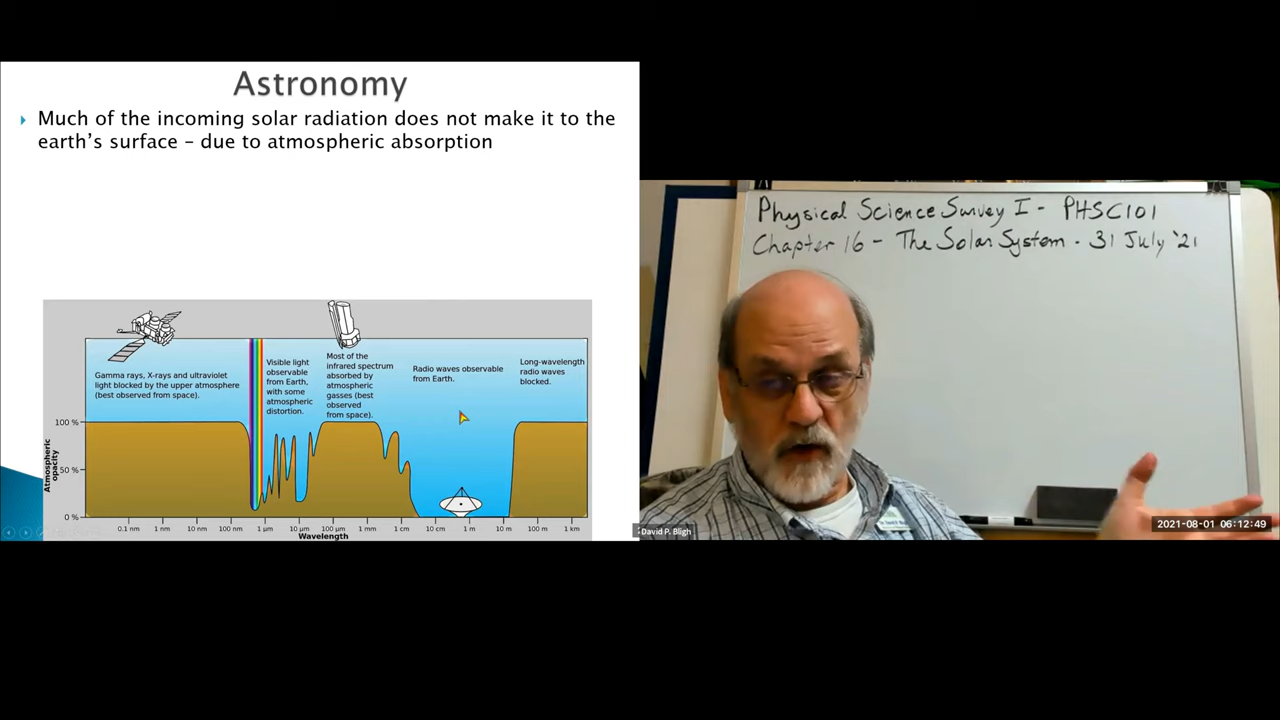 Astronomy
Much of the incoming solar radiation does not make it to the
earth's surface – due to atmospheric absorption
Gamma rays, X-rays and ultraviolet
light blocked by the upper atmosphere
(best observed from space).
Visible light
observable
from Earth,
with some
atmospheric
distortion.
Most of the
infrared spectrum
absorbed by
atmospheric
gasses (best
observed
from space).
Radio waves observable
from Earth.
Long-wavelength
radio waves
blocked.
Atmospheric
opacity
100 %
50 %
0 %
0.1 nm 1 nm 10 nm 100 nm 1 µm 10 µm 100 µm 1 mm 1 cm 10 cm 1 m 10 m 100 m 1 km
Wavelength
Physical Science Survey I - PHSC101
Chapter 16 - The Solar System - 31 July '21
David P. Bligh
2021-08-01 06:12:49